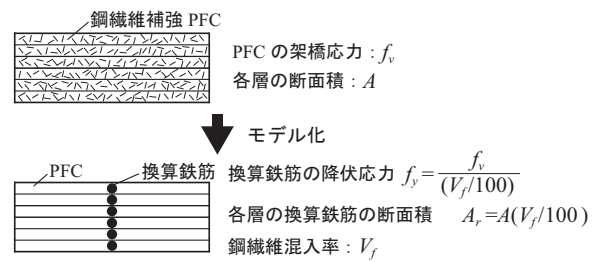 鋼繊維補強 PFC
PFC の架橋応力 : f_v
各層の断面積 : A
モデル化
PFC
換算鉄筋
換算鉄筋の降伏応力 f_y = f_v / (V_f/100)
各層の換算鉄筋の断面積 A_r = A(V_f/100)
鋼繊維混入率 : V_f